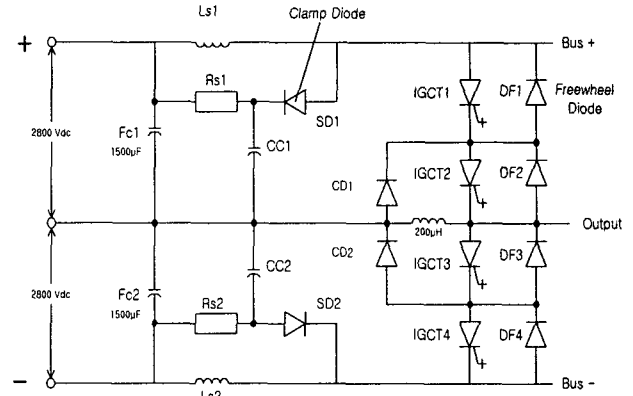 Ls1
Clamp Diode
+
Bus +
Rs1
SD1
IGCT1
DF1
Freewheel
Diode
+
2800 Vdc
Fc1
1500µF
CC1
CD1
IGCT2
DF2
+
200µH
Output
CD2
CC2
IGCT3
DF3
+
2800 Vdc
Fc2
1500µF
Rs2
SD2
IGCT4
DF4
+
−
Bus −
Ls2